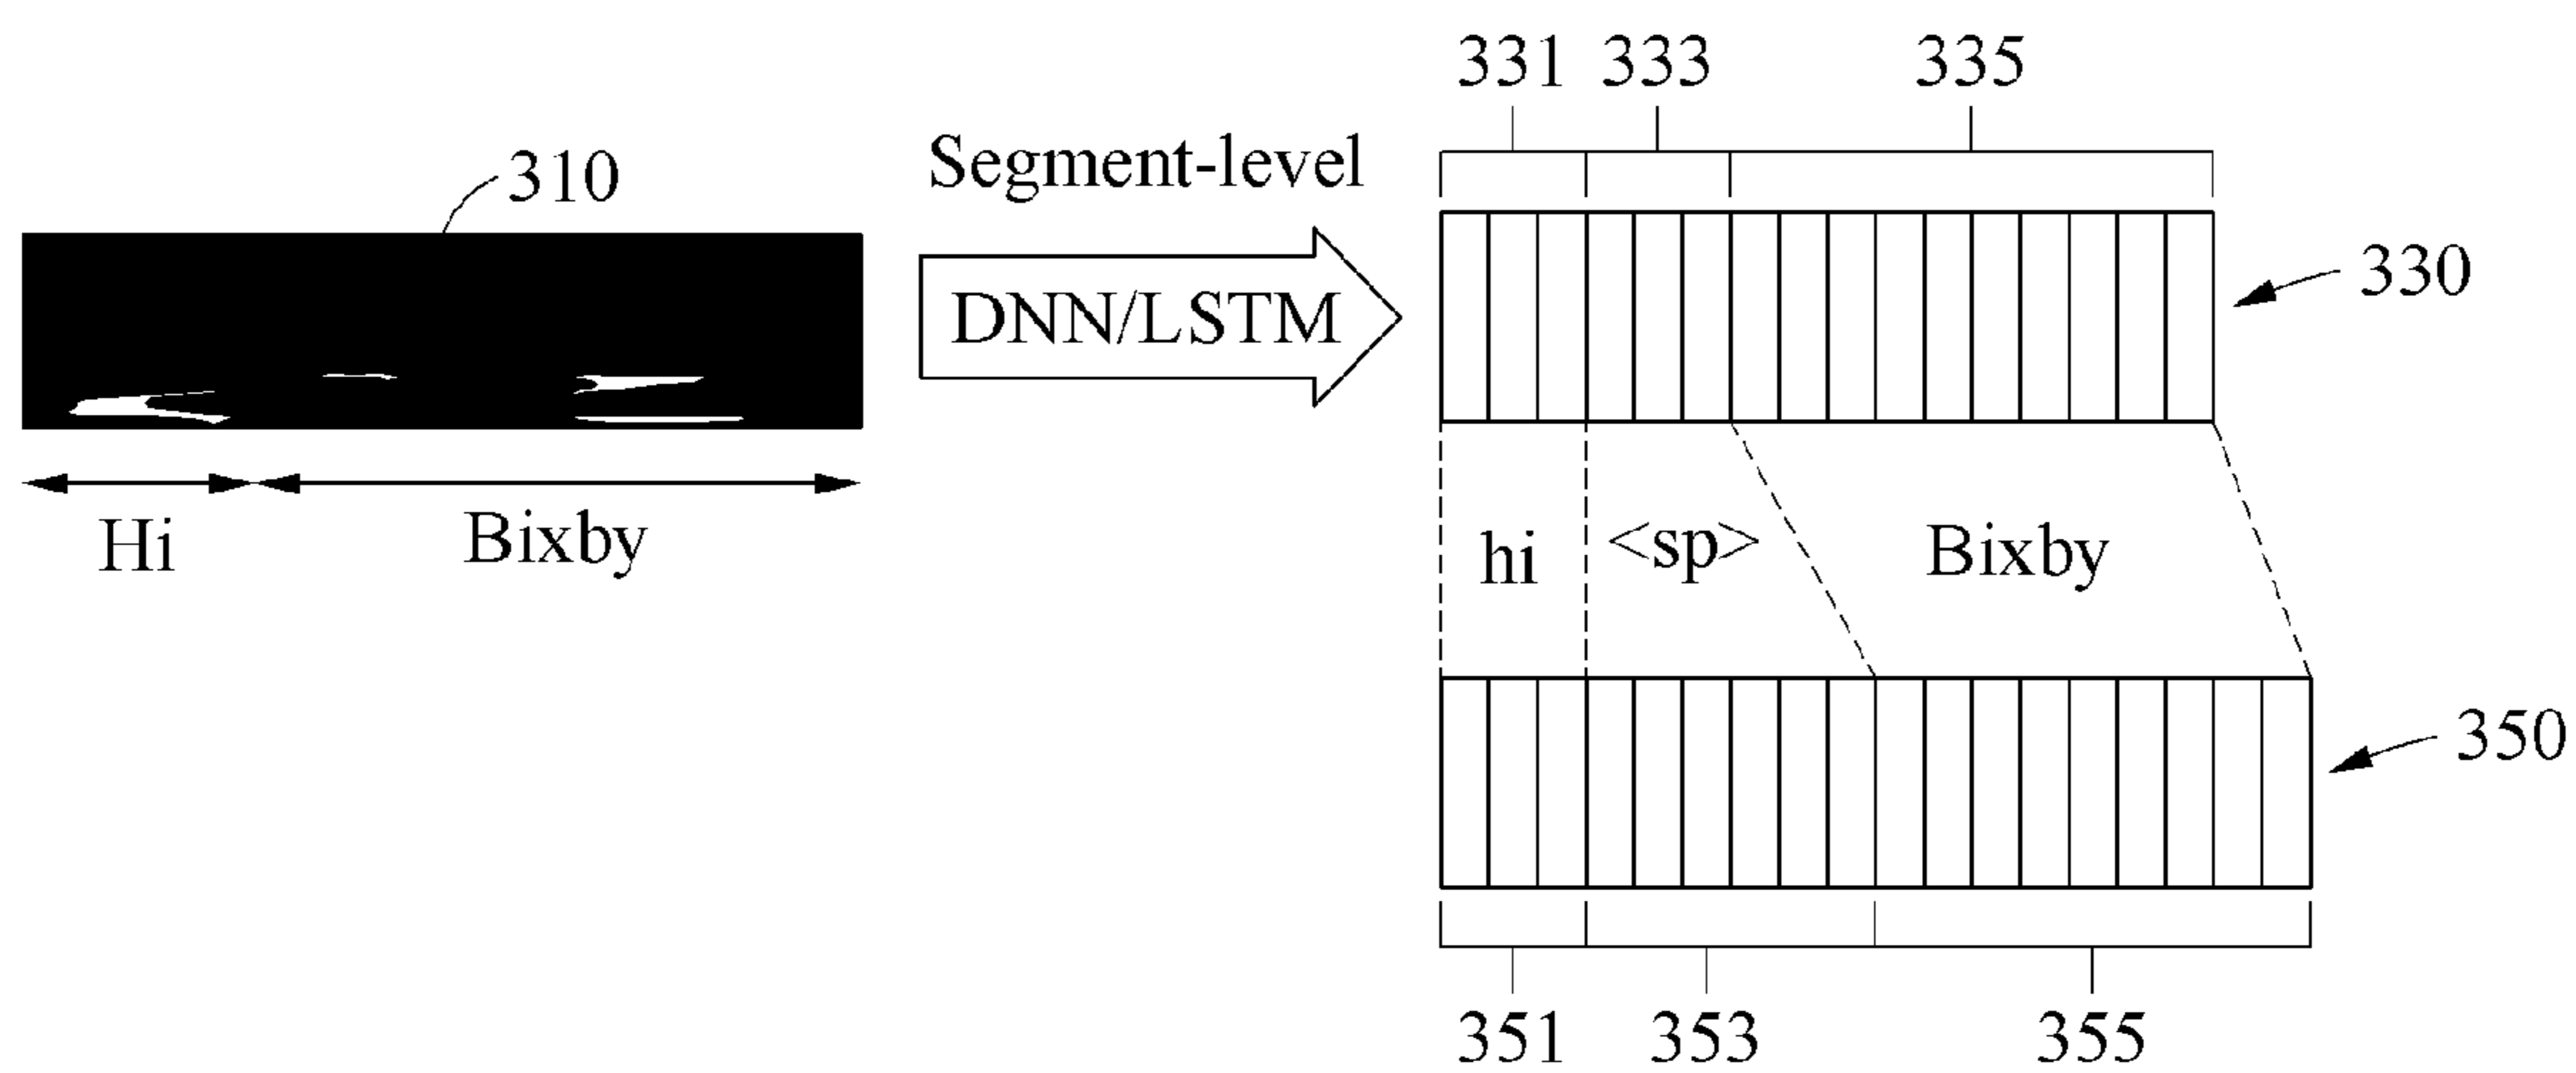 331 333 335
310
Segment-level
DNN/LSTM
330
Hi Bixby
hi <sp> Bixby
350
351 353 355